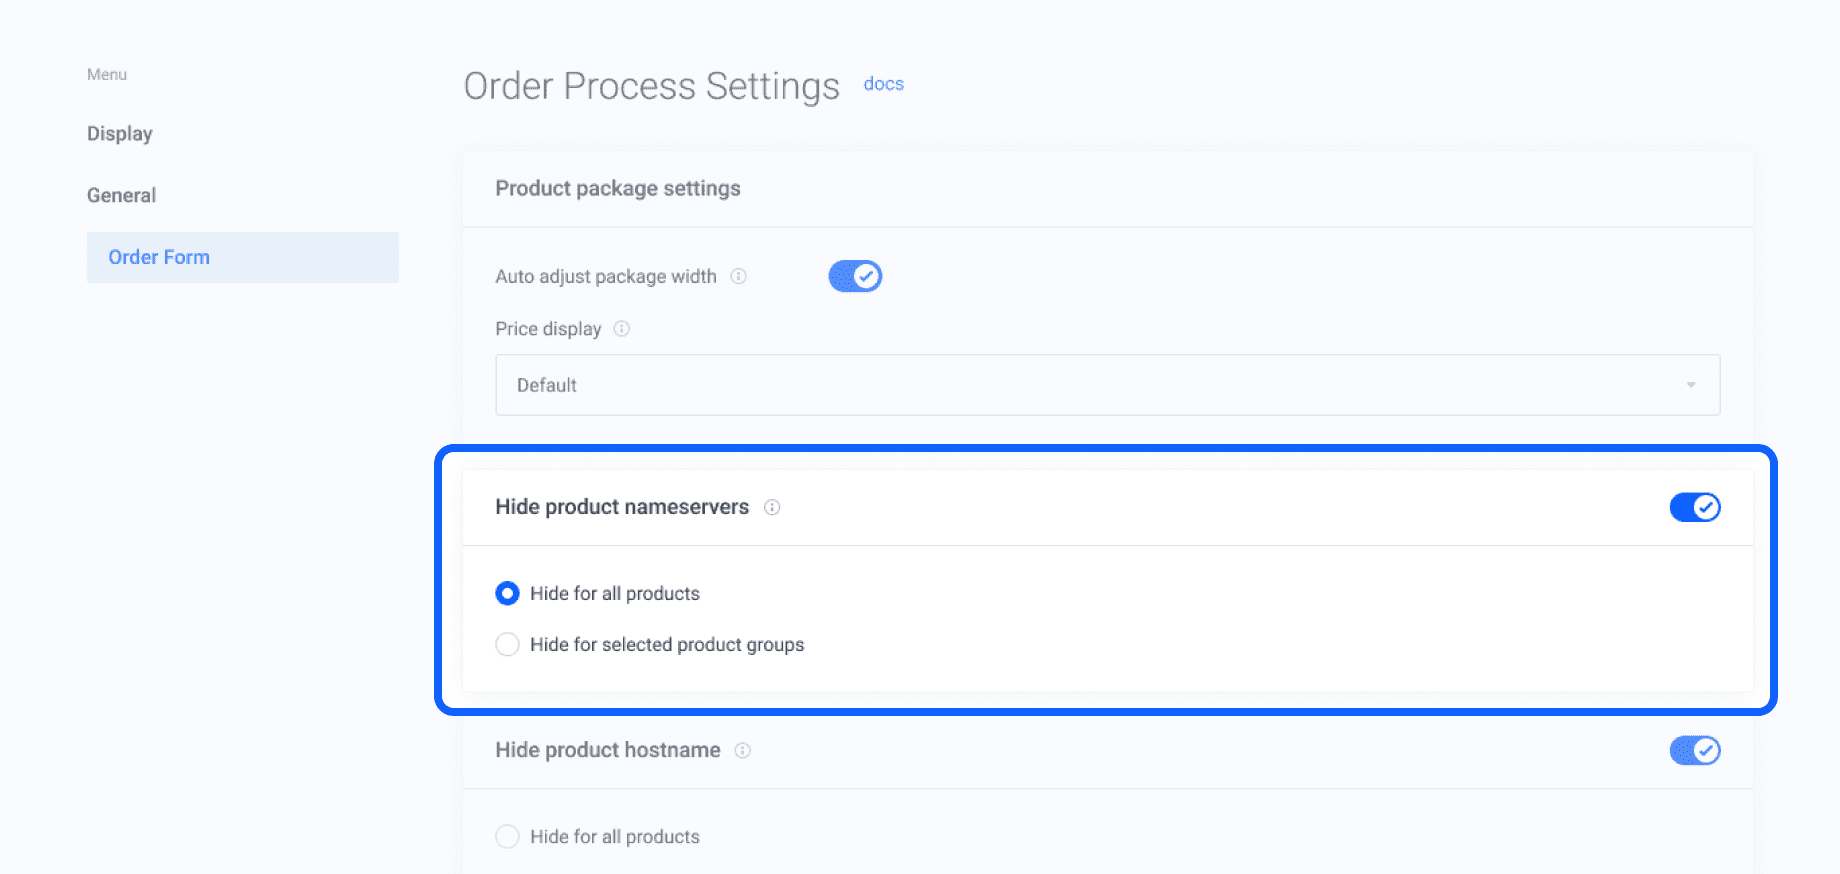 Menu
Display
General
Order Form
Order Process Settings docs
Product package settings
Auto adjust package width
Price display
Default
Hide product nameservers
Hide for all products
Hide for selected product groups
Hide product hostname
Hide for all products